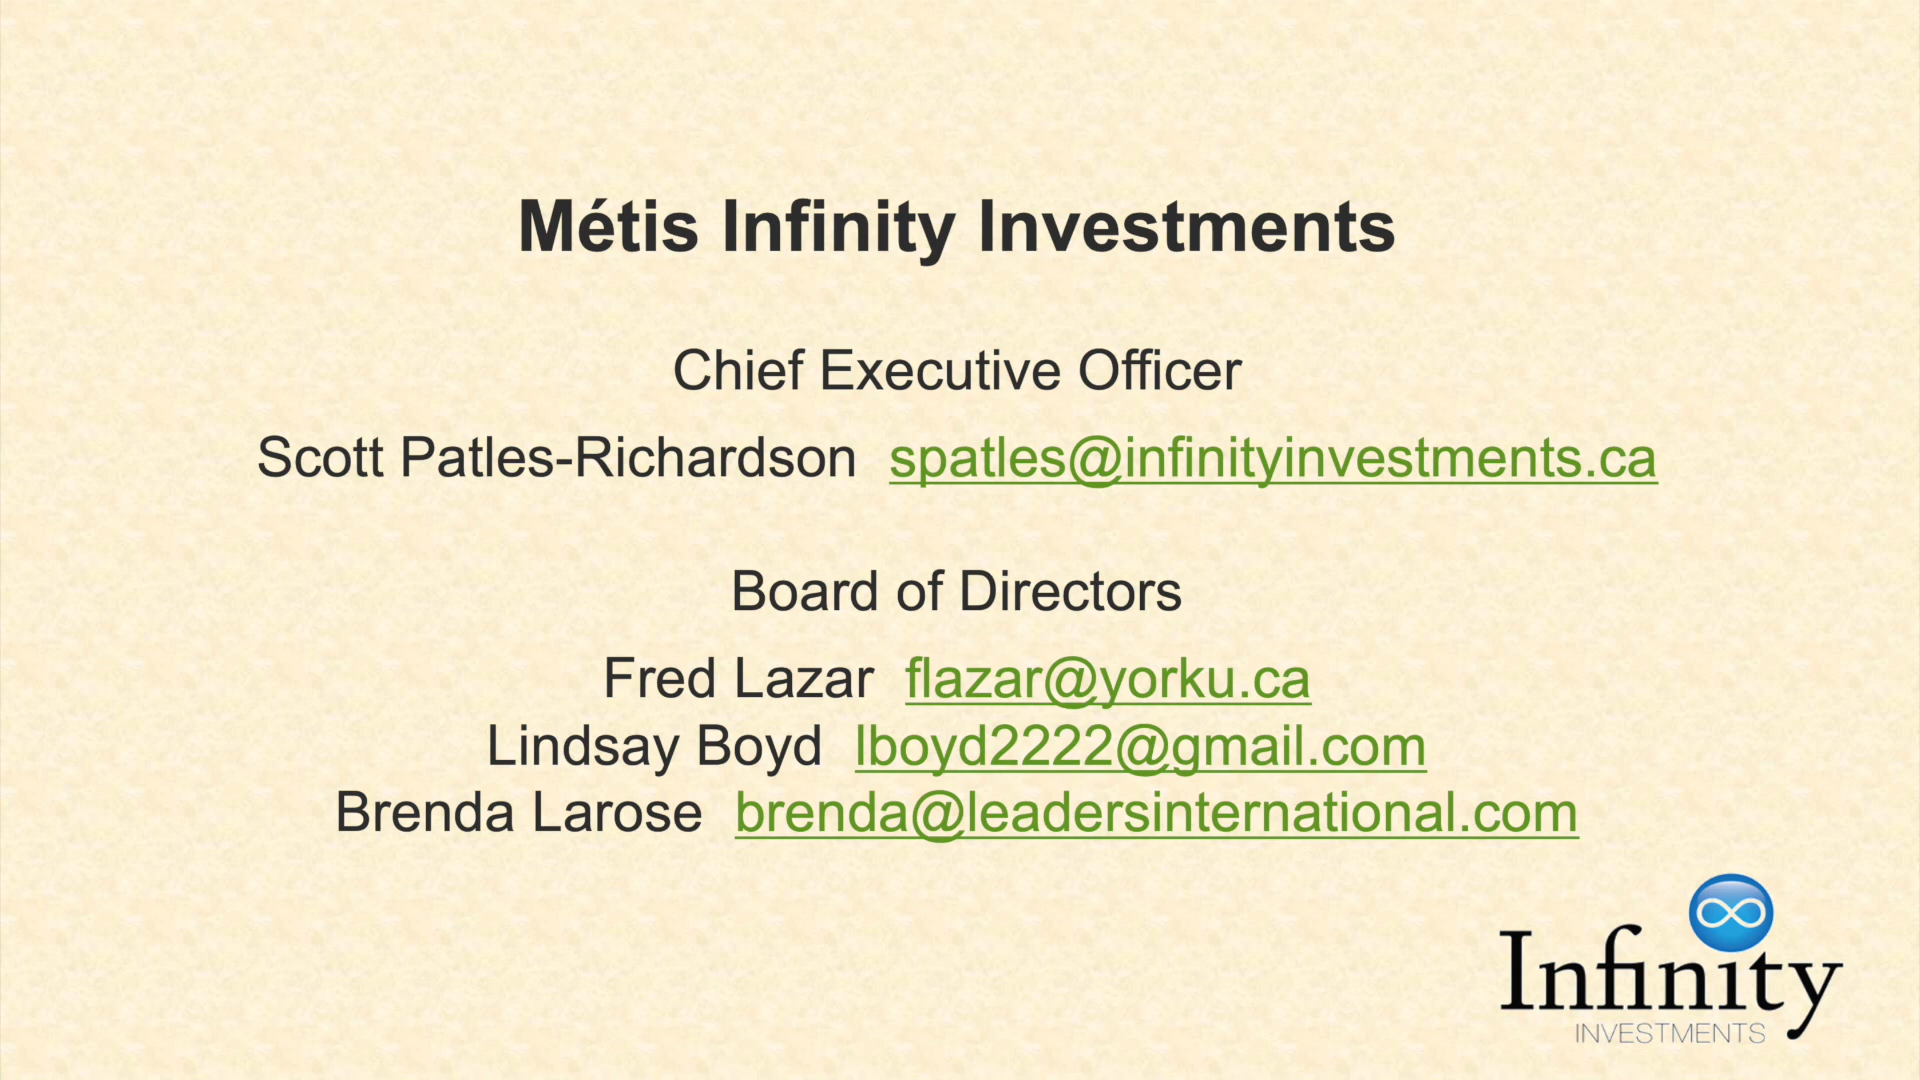 Métis Infinity Investments
Chief Executive Officer
Scott Patles-Richardson spatles@infinityinvestments.ca
Board of Directors
Fred Lazar flazar@yorku.ca
Lindsay Boyd lboyd2222@gmail.com
Brenda Larose brenda@leadersinternational.com
Infinity
INVESTMENTS